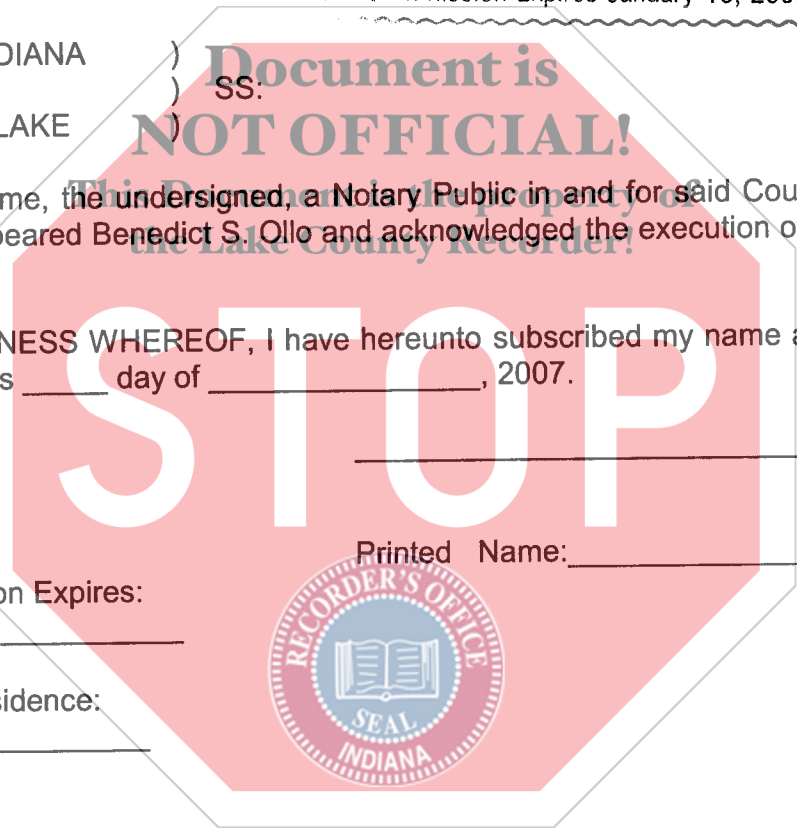 Expires January 2007
DIANA ) Document is
) SS:
LAKE ) NOT OFFICIAL!
me, the undersigned, a Notary Public in and for said Cou
This Document is the property of
peared Benedict S. Ollo and acknowledged the execution o
the Lake County Recorder!
NESS WHEREOF, I have hereunto subscribed my name a
s _____ day of ________________, 2007.
STOP
Printed Name:
on Expires:
sidence:
RECORDER'S OFFICE
SEAL
INDIANA